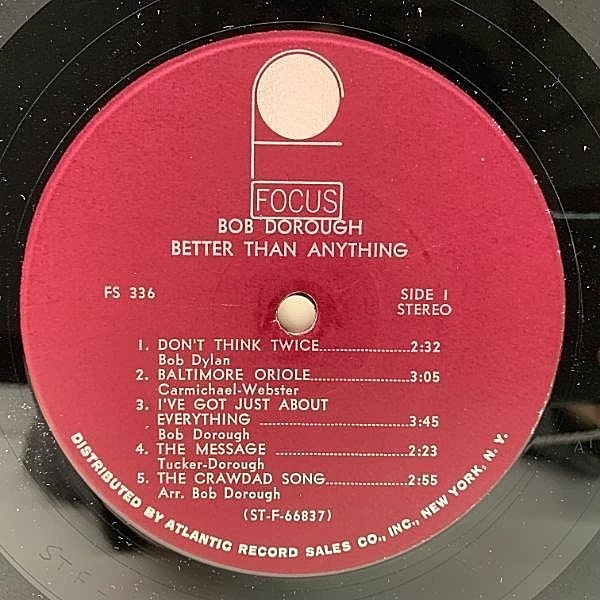 FOCUS
BOB DOROUGH
BETTER THAN ANYTHING
FS 336
SIDE 1
STEREO
1. DON'T THINK TWICE..................2:32
Bob Dylan
2. BALTIMORE ORIOLE....................3:05
Carmichael-Webster
3. I'VE GOT JUST ABOUT
EVERYTHING ..............................3:45
Bob Dorough
4. THE MESSAGE ............................2:23
Tucker-Dorough
5. THE CRAWDAD SONG.................2:55
Arr. Bob Dorough
(ST-F-66837)
DISTRIBUTED BY ATLANTIC RECORD SALES CO., INC., NEW YORK, N. Y.
STF-